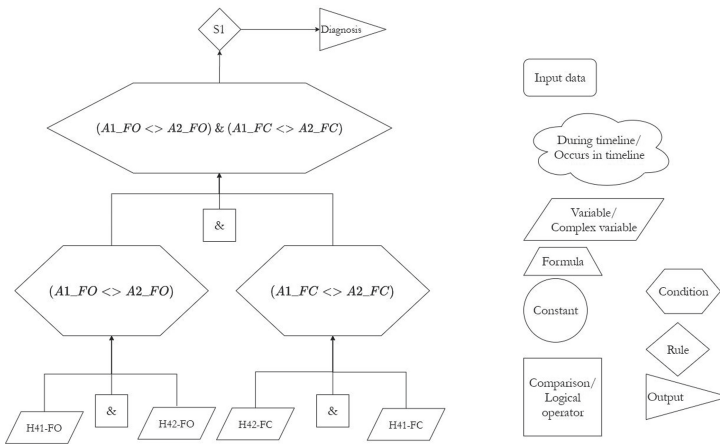 S1
Diagnosis
(A1_FO <> A2_FO) & (A1_FC <> A2_FC)
&
(A1_FO <> A2_FO)
(A1_FC <> A2_FC)
H41-FO
&
H42-FO
H42-FC
&
H41-FC
Input data
During timeline/
Occurs in timeline
Variable/
Complex variable
Formula
Constant
Condition
Rule
Comparison/
Logical
operator
Output